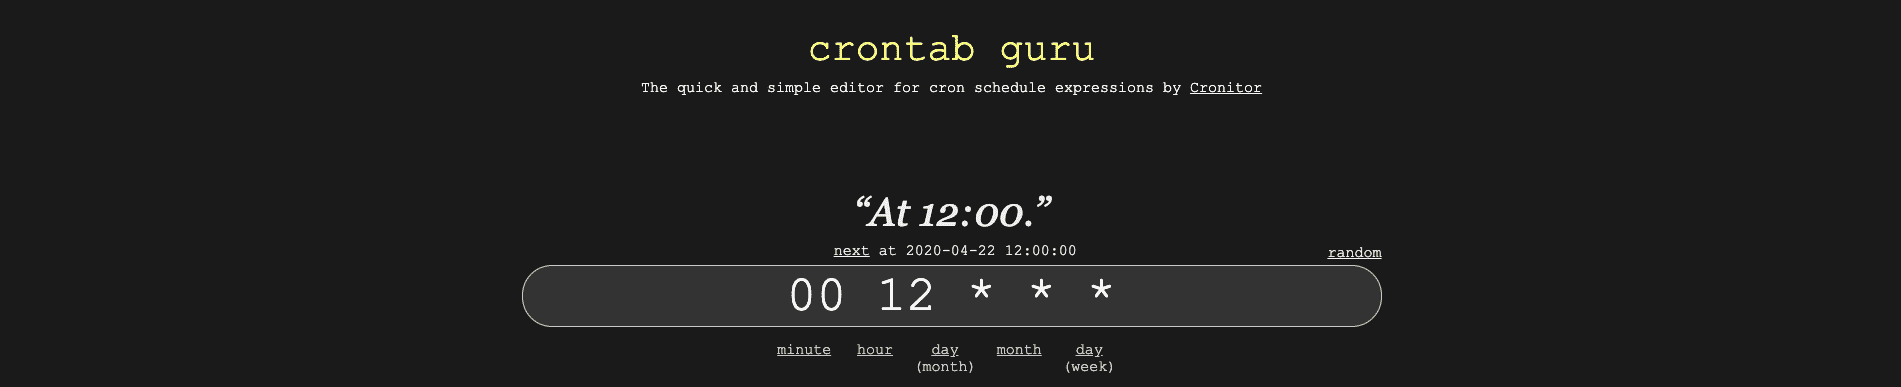 crontab guru
The quick and simple editor for cron schedule expressions by Cronitor
“At 12:00.”
next at 2020-04-22 12:00:00
random
00 12 * * *
minute hour day month day
(month) (week)